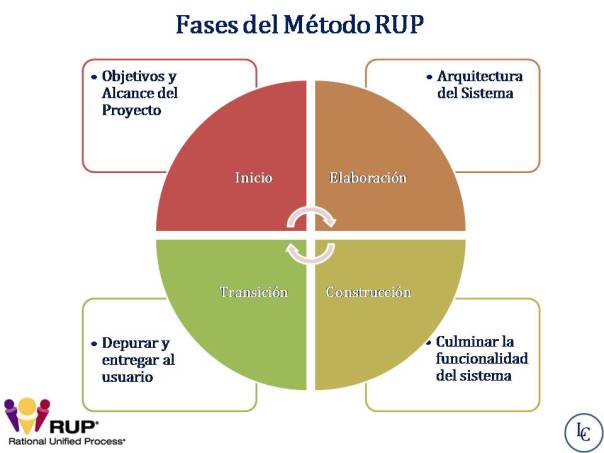 Fases del Método RUP
• Objetivos y
Alcance del
Proyecto
• Arquitectura
del Sistema
Inicio
Elaboración
Transición
Construcción
• Depurar y
entregar al
usuario
• Culminar la
funcionalidad
del sistema
RUP®
Rational Unified Process®
LC